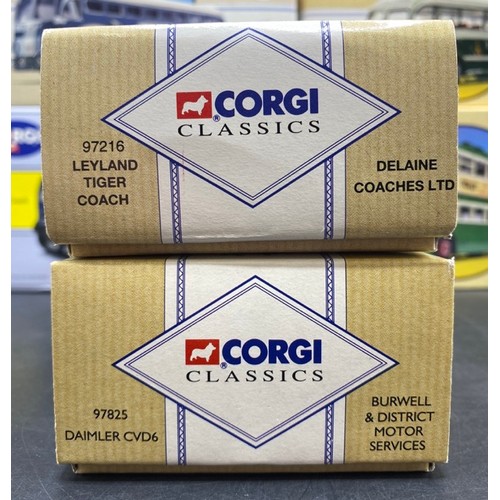 CORGI
®
CLASSICS
97216
LEYLAND
TIGER
COACH
DELAINE
COACHES LTD
CORGI
®
CLASSICS
97825
DAIMLER CVD6
BURWELL
& DISTRICT
MOTOR
SERVICES